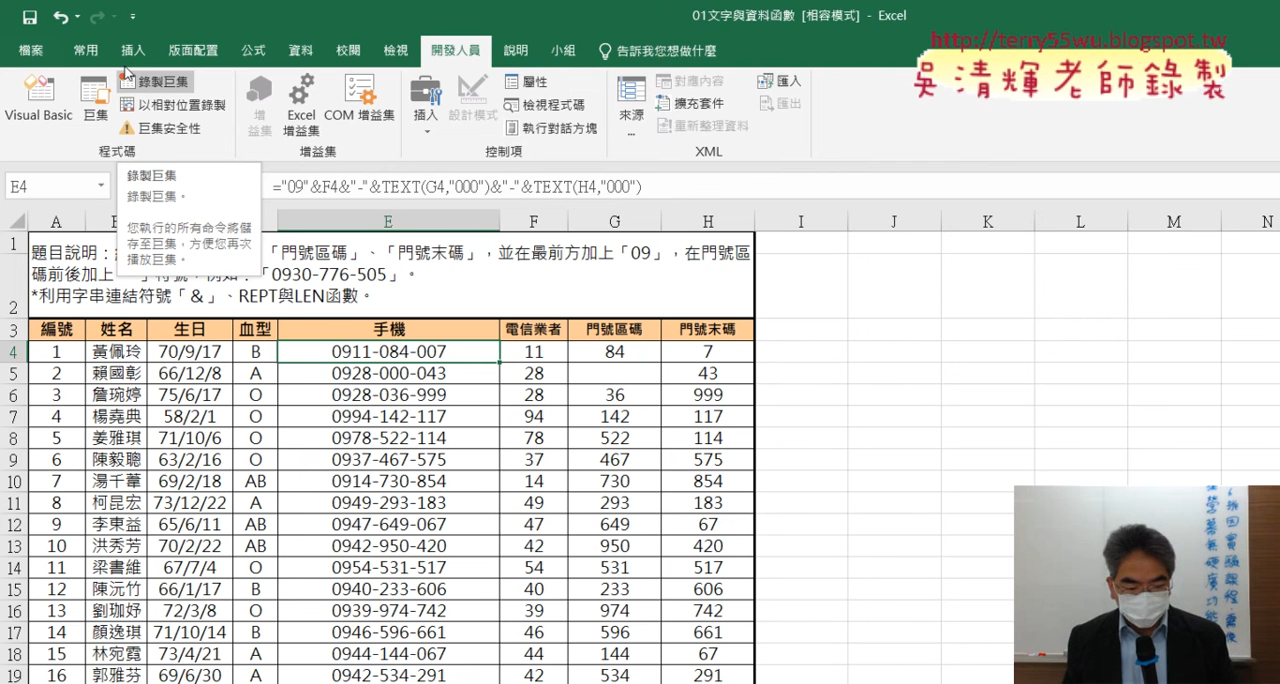 01文字與資料函數 [相容模式] - Excel
http://terry55wu.blogspot.tw
吳清輝老師錄製
檔案 常用 插入 版面配置 公式 資料 校閱 檢視 開發人員 說明 小組 告訴我您想做什麼
Visual Basic 巨集 錄製巨集 以相對位置錄製 巨集安全性
增益集 Excel 增益集 COM 增益集
插入 設計模式 屬性 檢視程式碼 執行對話方塊
來源 對應內容 擴充套件 重新整理資料 匯入 匯出
程式碼 增益集 控制項 XML
錄製巨集
錄製巨集。
您執行的所有命令將儲
存至巨集，方便您再次
播放巨集。
E4 ="09"&F4&"-"&TEXT(G4,"000")&"-"&TEXT(H4,"000")
A E F G H I J K L M N
1 題目說明： 「門號區碼」、「門號末碼」，並在最前方加上「09」，在門號區
碼前後加上 「0930-776-505」。
2 *利用字串連結符號「＆」、REPT與LEN函數。
3 編號 姓名 生日 血型 手機 電信業者 門號區碼 門號末碼
4 1 黃佩玲 70/9/17 B 0911-084-007 11 84 7
5 2 賴國彰 66/12/8 A 0928-000-043 28 43
6 3 詹琬婷 75/6/17 O 0928-036-999 28 36 999
7 4 楊堯典 58/2/1 O 0994-142-117 94 142 117
8 5 姜雅琪 71/10/6 O 0978-522-114 78 522 114
9 6 陳毅聰 63/2/16 O 0937-467-575 37 467 575
10 7 湯千葦 69/2/18 AB 0914-730-854 14 730 854
11 8 柯昆宏 73/12/22 A 0949-293-183 49 293 183
12 9 李東益 65/6/11 AB 0947-649-067 47 649 67
13 10 洪秀芳 70/2/22 AB 0942-950-420 42 950 420
14 11 梁書維 67/7/4 O 0954-531-517 54 531 517
15 12 陳沅竹 66/1/17 B 0940-233-606 40 233 606
16 13 劉珈妤 72/3/8 O 0939-974-742 39 974 742
17 14 顏逸琪 71/10/14 B 0946-596-661 46 596 661
18 15 林宛霓 73/4/21 A 0944-144-067 44 144 67
19 16 郭雅芬 69/6/30 A 0942-534-291 42 534 291